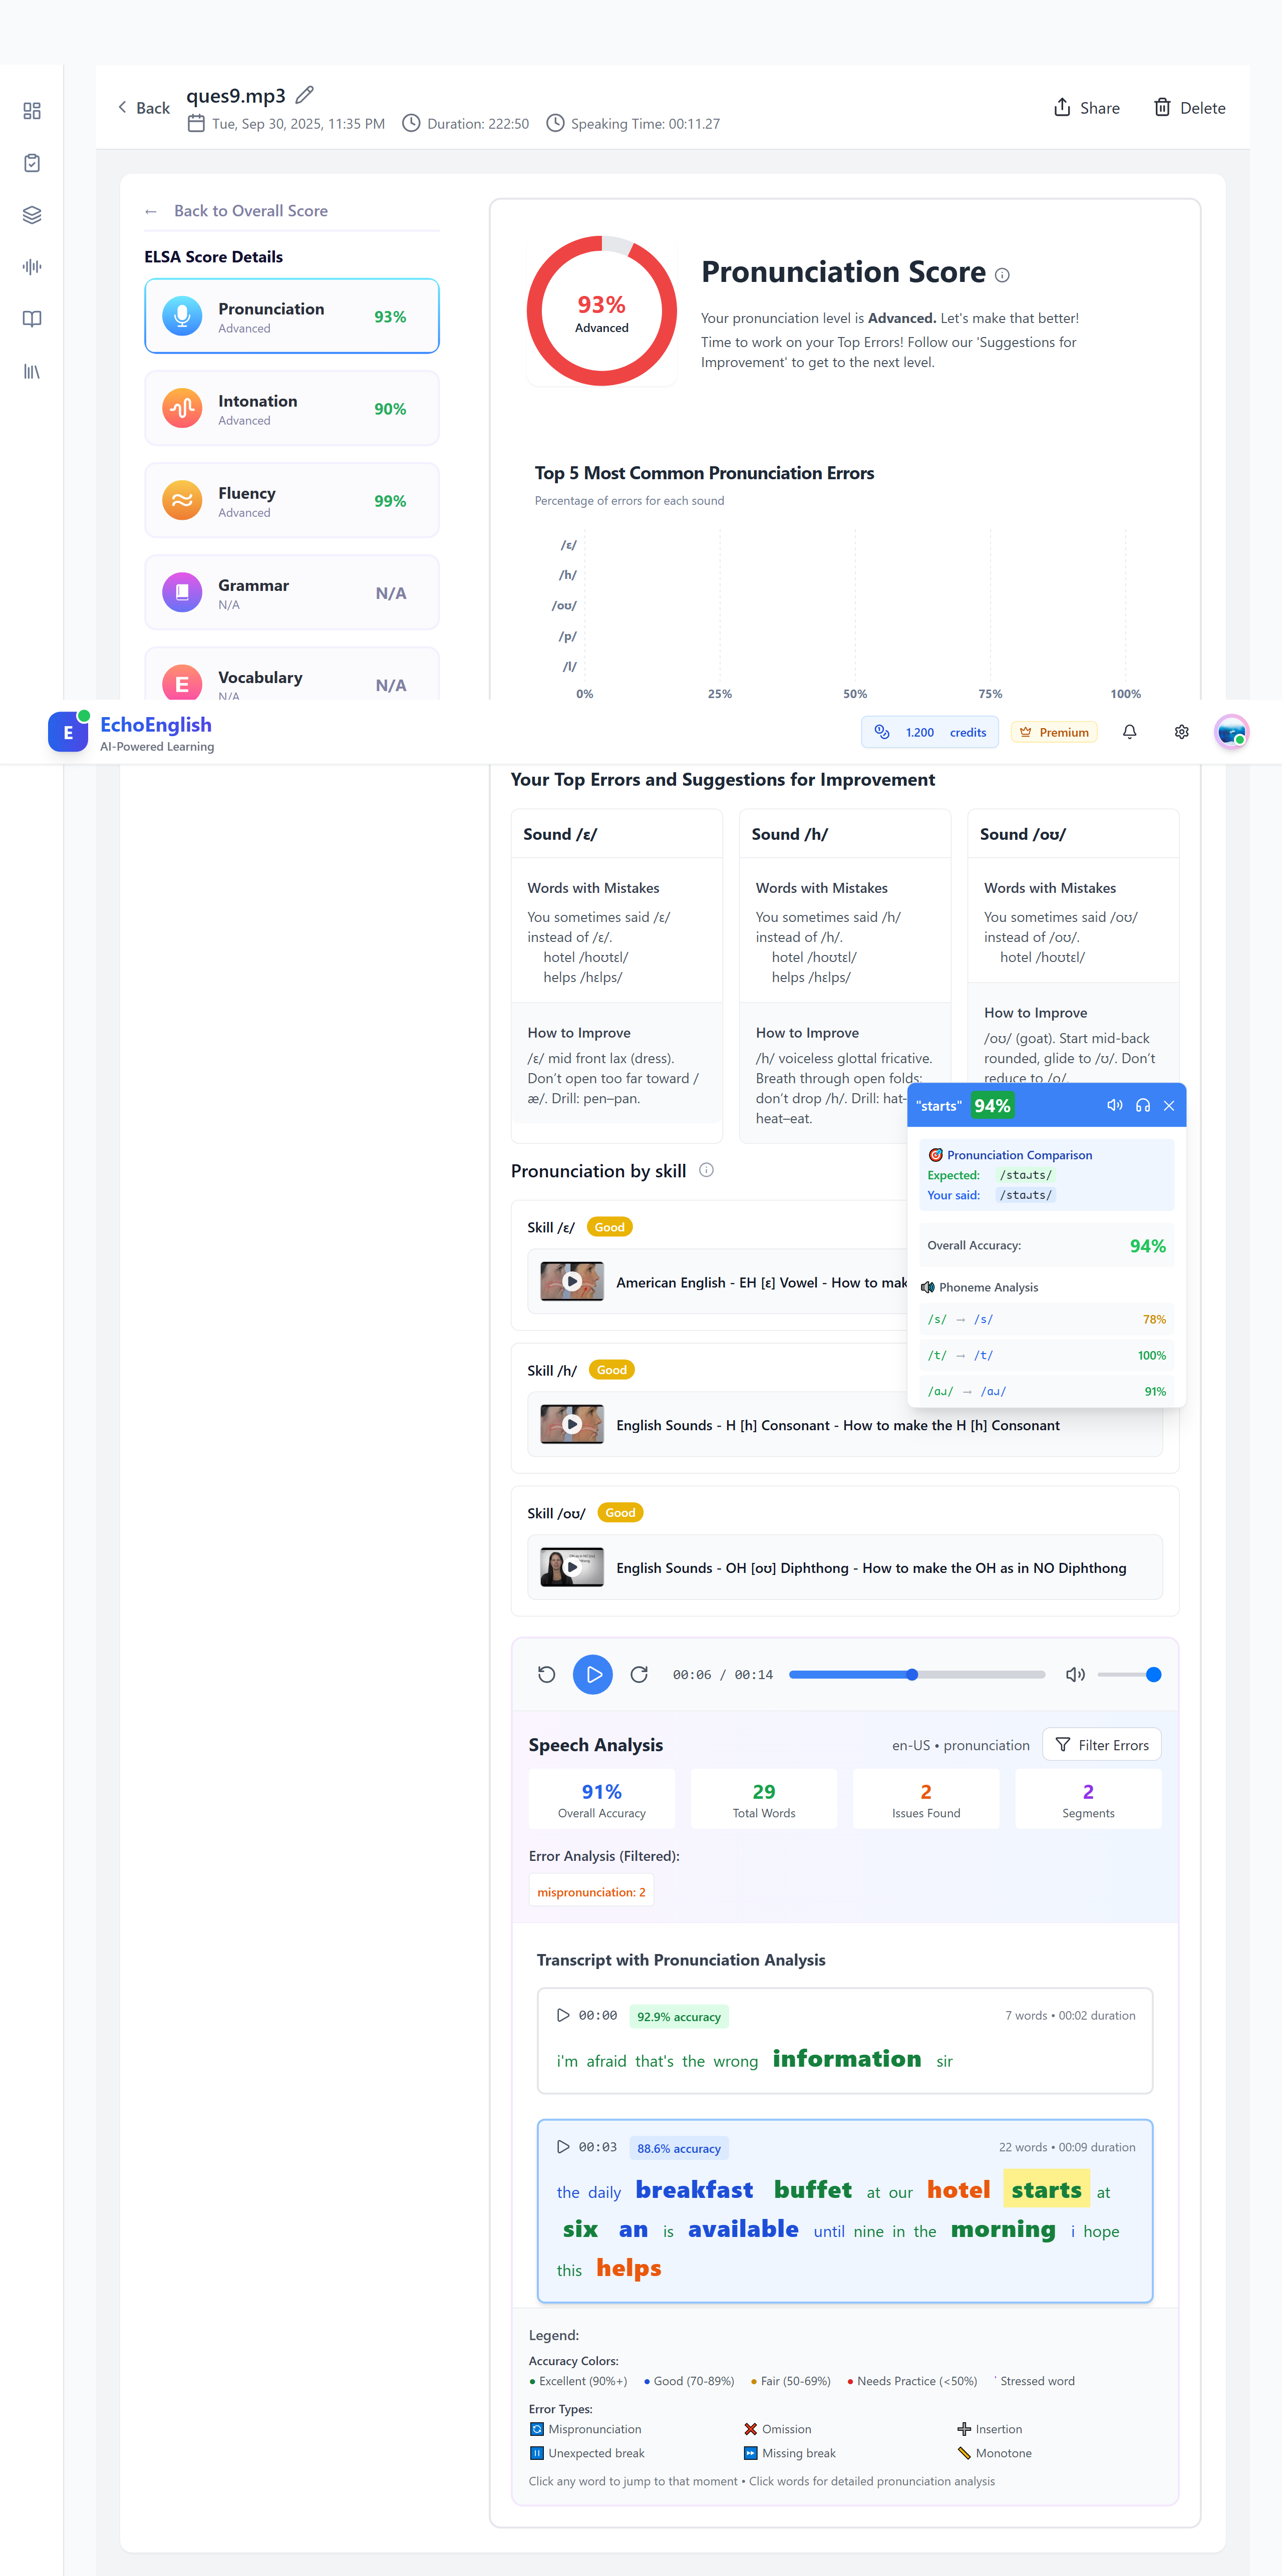 Back
ques9.mp3
Tue, Sep 30, 2025, 11:35 PM
Duration: 222:50
Speaking Time: 00:11.27
Share
Delete
← Back to Overall Score
ELSA Score Details
Pronunciation
Advanced
93%
Intonation
Advanced
90%
Fluency
Advanced
99%
Grammar
N/A
N/A
E
Vocabulary
N/A
N/A
93%
Advanced
Pronunciation Score
Your pronunciation level is Advanced. Let's make that better!
Time to work on your Top Errors! Follow our 'Suggestions for
Improvement' to get to the next level.
Top 5 Most Common Pronunciation Errors
Percentage of errors for each sound
/ɛ/
/h/
/oʊ/
/p/
/l/
0%
25%
50%
75%
100%
E
EchoEnglish
AI-Powered Learning
1.200 credits
Premium
Your Top Errors and Suggestions for Improvement
Sound /ɛ/
Words with Mistakes
You sometimes said /ɛ/
instead of /ɛ/.
hotel /hoʊtɛl/
helps /hɛlps/
How to Improve
/ɛ/ mid front lax (dress).
Don't open too far toward /
æ/. Drill: pen–pan.
Sound /h/
Words with Mistakes
You sometimes said /h/
instead of /h/.
hotel /hoʊtɛl/
helps /hɛlps/
How to Improve
/h/ voiceless glottal fricative.
Breath through open folds;
don't drop /h/. Drill: hat–
heat–eat.
Sound /oʊ/
Words with Mistakes
You sometimes said /oʊ/
instead of /oʊ/.
hotel /hoʊtɛl/
How to Improve
/oʊ/ (goat). Start mid-back
rounded, glide to /ʊ/. Don't
reduce to /o/.
"starts" 94%
🎯 Pronunciation Comparison
Expected: /stɑɹts/
Your said: /stɑɹts/
Overall Accuracy:
94%
🔊 Phoneme Analysis
/s/ → /s/
78%
/t/ → /t/
100%
/ɑɹ/ → /ɑɹ/
91%
Pronunciation by skill
Skill /ɛ/
Good
American English - EH [ɛ] Vowel - How to mak
Skill /h/
Good
English Sounds - H [h] Consonant - How to make the H [h] Consonant
Skill /oʊ/
Good
English Sounds - OH [oʊ] Diphthong - How to make the OH as in NO Diphthong
00:06 / 00:14
Speech Analysis
en-US • pronunciation
Filter Errors
91%
Overall Accuracy
29
Total Words
2
Issues Found
2
Segments
Error Analysis (Filtered):
mispronunciation: 2
Transcript with Pronunciation Analysis
00:00
92.9% accuracy
7 words • 00:02 duration
i'm afraid that's the wrong information sir
00:03
88.6% accuracy
22 words • 00:09 duration
the daily breakfast buffet at our hotel starts at
six an is available until nine in the morning i hope
this helps
Legend:
Accuracy Colors:
● Excellent (90%+)
● Good (70-89%)
● Fair (50-69%)
● Needs Practice (<50%)
ˈ Stressed word
Error Types:
🔄 Mispronunciation
❌ Omission
➕ Insertion
⏸ Unexpected break
⏩ Missing break
📏 Monotone
Click any word to jump to that moment • Click words for detailed pronunciation analysis